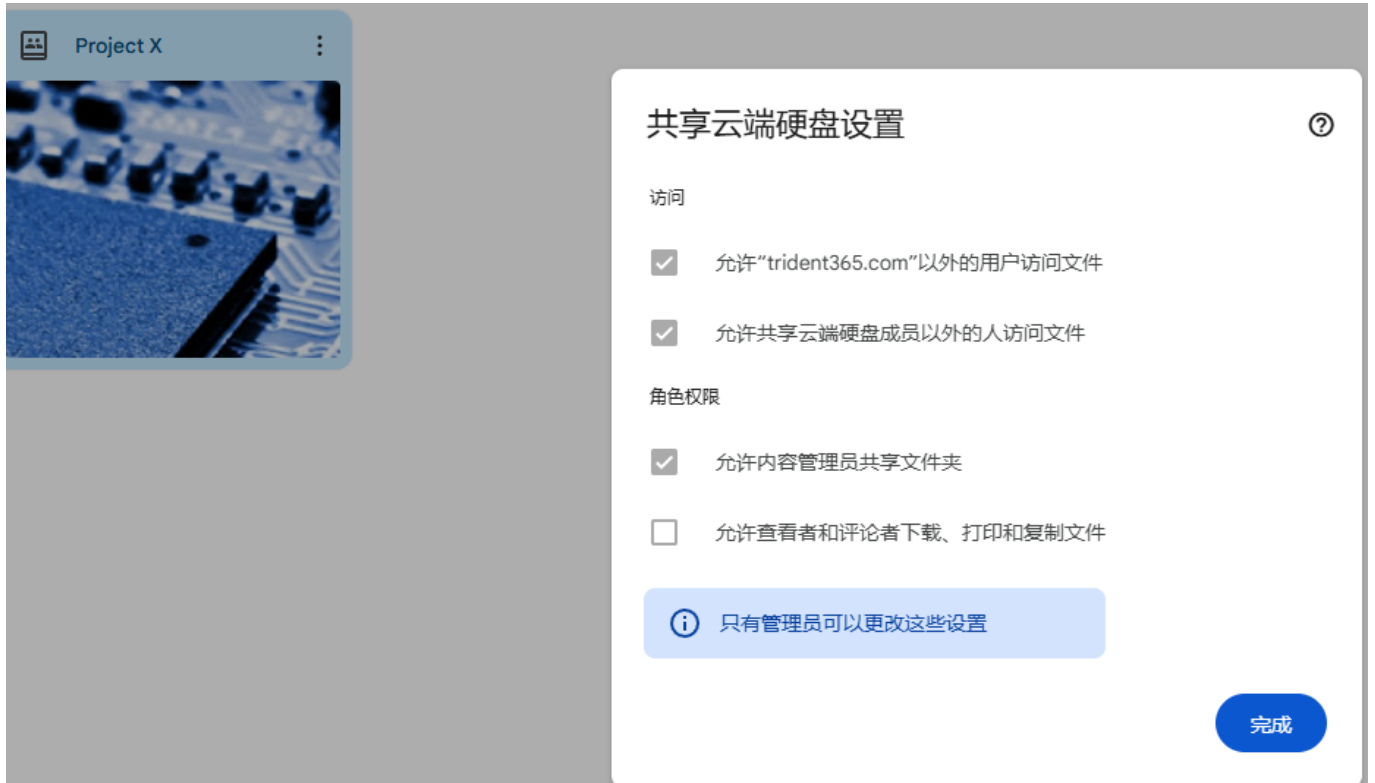 Project X
共享云端硬盘设置
访问
允许“trident365.com”以外的用户访问文件
允许共享云端硬盘成员以外的人访问文件
角色权限
允许内容管理员共享文件夹
允许查看者和评论者下载、打印和复制文件
只有管理员可以更改这些设置
完成